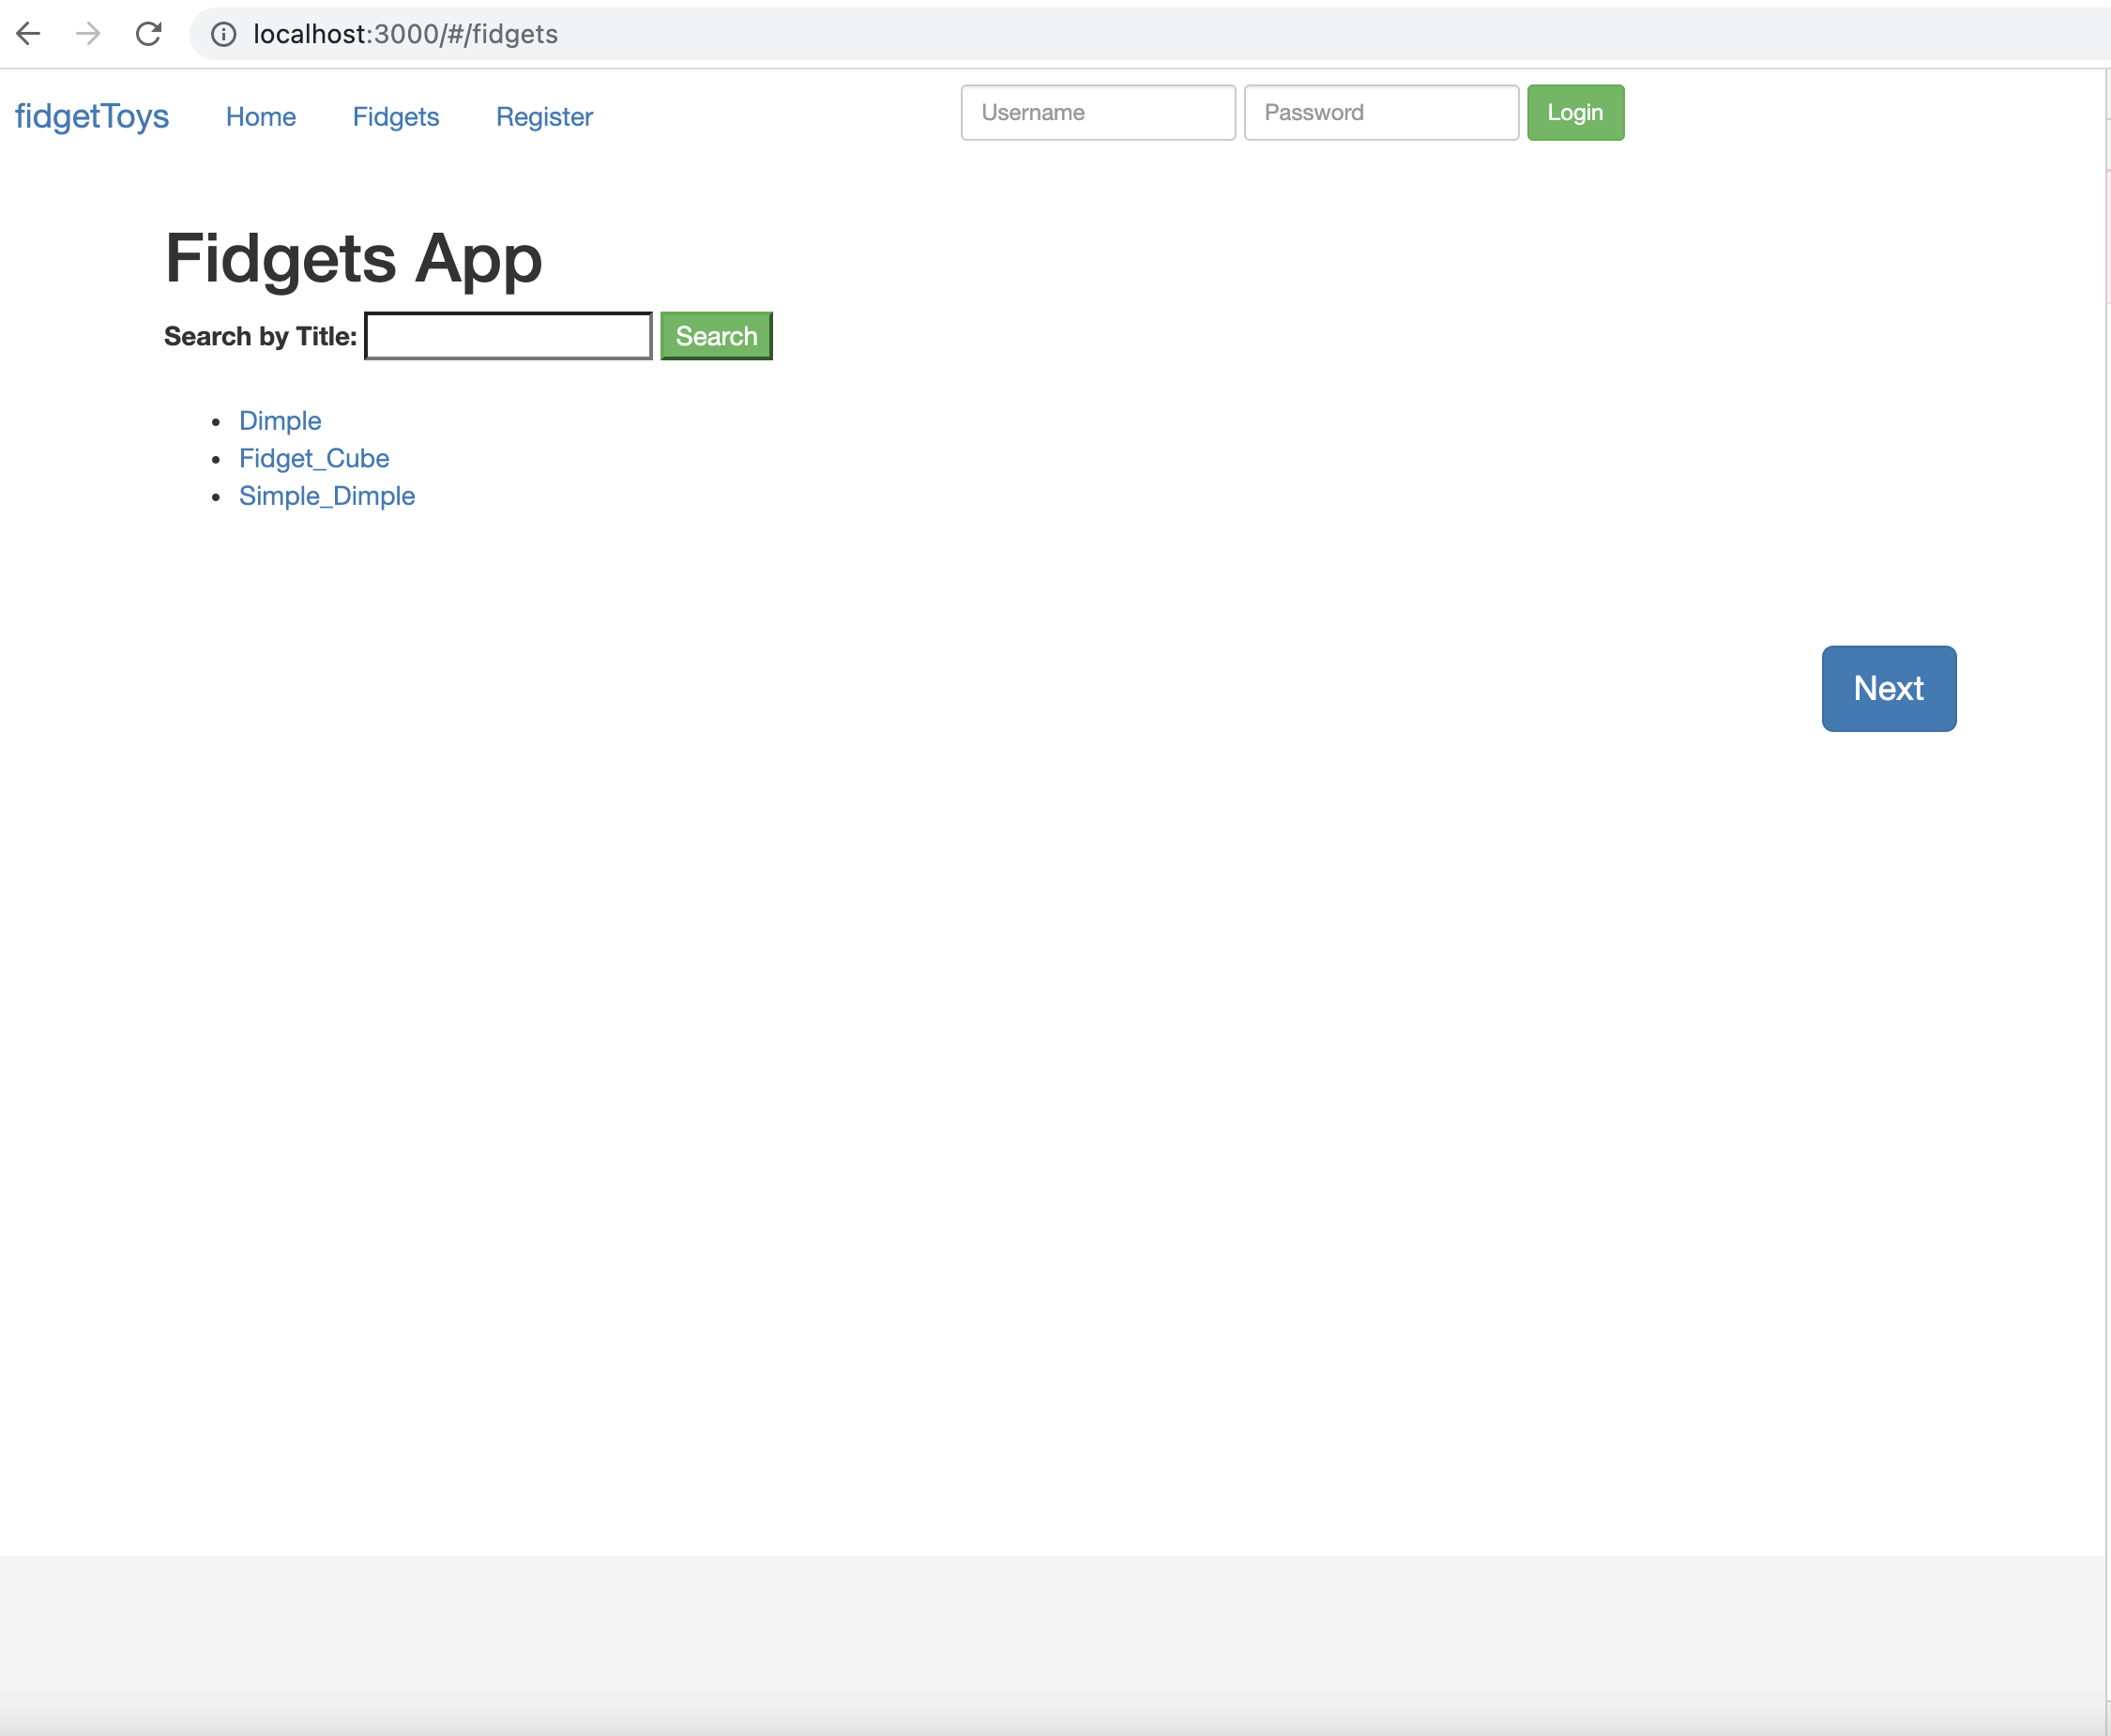 localhost:3000/#/fidgets
fidgetToys Home Fidgets Register Username Password Login
Fidgets App
Search by Title: Search
Dimple
Fidget_Cube
Simple_Dimple
Next